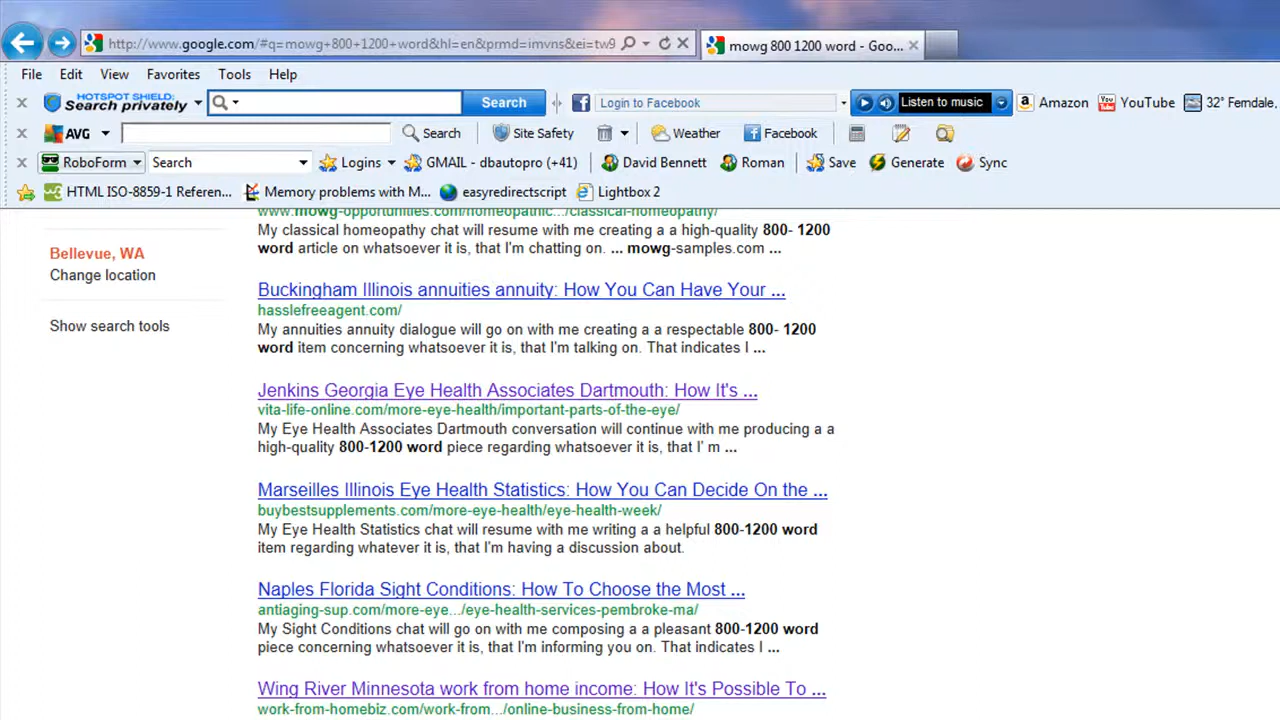 http://www.google.com/#q=mowg+800+1200+word&hl=en&prmd=imvns&ei=tw9
mowg 800 1200 word - Goo...
File Edit View Favorites Tools Help
HOTSPOT SHIELD:
Search privately Search Login to Facebook Listen to music Amazon YouTube 32° Femdale,
AVG Search Site Safety Weather Facebook
RoboForm Search Logins GMAIL - dbautopro (+41) David Bennett Roman Save Generate Sync
HTML ISO-8859-1 Referen... Memory problems with M... easyredirectscript Lightbox 2
Bellevue, WA
Change location
Show search tools
www.mowg-opportunities.com/homeopathic.../classical-homeopathy/
My classical homeopathy chat will resume with me creating a a high-quality 800- 1200
word article on whatsoever it is, that I'm chatting on. ... mowg-samples.com ...
Buckingham Illinois annuities annuity: How You Can Have Your ...
hasslefreeagent.com/
My annuities annuity dialogue will go on with me creating a a respectable 800- 1200
word item concerning whatsoever it is, that I'm talking on. That indicates I ...
Jenkins Georgia Eye Health Associates Dartmouth: How It's ...
vita-life-online.com/more-eye-health/important-parts-of-the-eye/
My Eye Health Associates Dartmouth conversation will continue with me producing a a
high-quality 800-1200 word piece regarding whatsoever it is, that I' m ...
Marseilles Illinois Eye Health Statistics: How You Can Decide On the ...
buybestsupplements.com/more-eye-health/eye-health-week/
My Eye Health Statistics chat will resume with me writing a a helpful 800-1200 word
item regarding whatever it is, that I'm having a discussion about.
Naples Florida Sight Conditions: How To Choose the Most ...
antiaging-sup.com/more-eye.../eye-health-services-pembroke-ma/
My Sight Conditions chat will go on with me composing a a pleasant 800-1200 word
piece concerning whatsoever it is, that I'm informing you on. That indicates I ...
Wing River Minnesota work from home income: How It's Possible To ...
work-from-homebiz.com/work-from.../online-business-from-home/